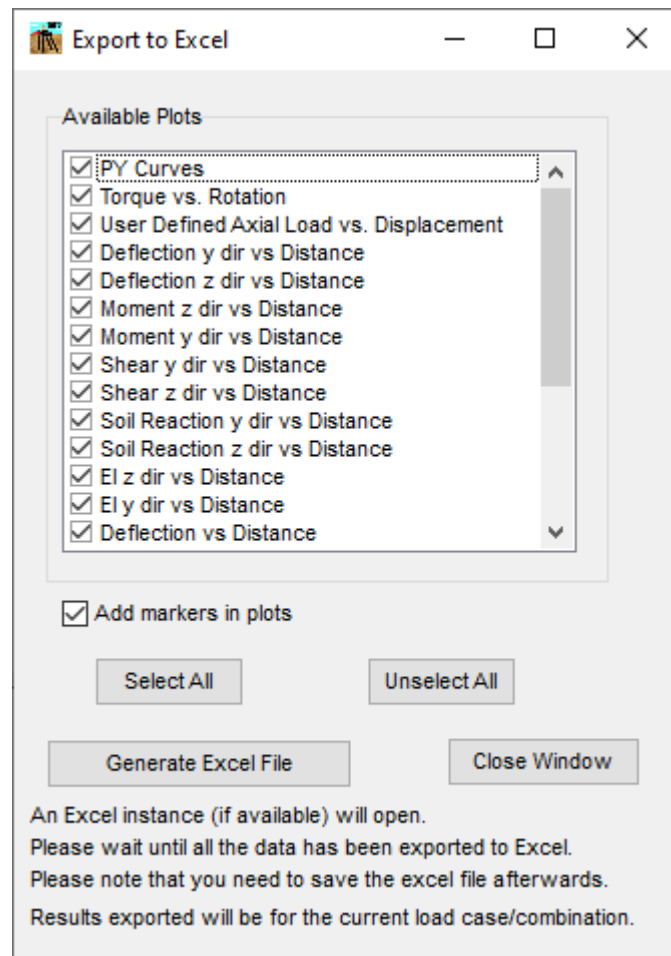 Export to Excel
Available Plots
PY Curves
Torque vs. Rotation
User Defined Axial Load vs. Displacement
Deflection y dir vs Distance
Deflection z dir vs Distance
Moment z dir vs Distance
Moment y dir vs Distance
Shear y dir vs Distance
Shear z dir vs Distance
Soil Reaction y dir vs Distance
Soil Reaction z dir vs Distance
EI z dir vs Distance
EI y dir vs Distance
Deflection vs Distance
Add markers in plots
Select All
Unselect All
Generate Excel File
Close Window
An Excel instance (if available) will open.
Please wait until all the data has been exported to Excel.
Please note that you need to save the excel file afterwards.
Results exported will be for the current load case/combination.